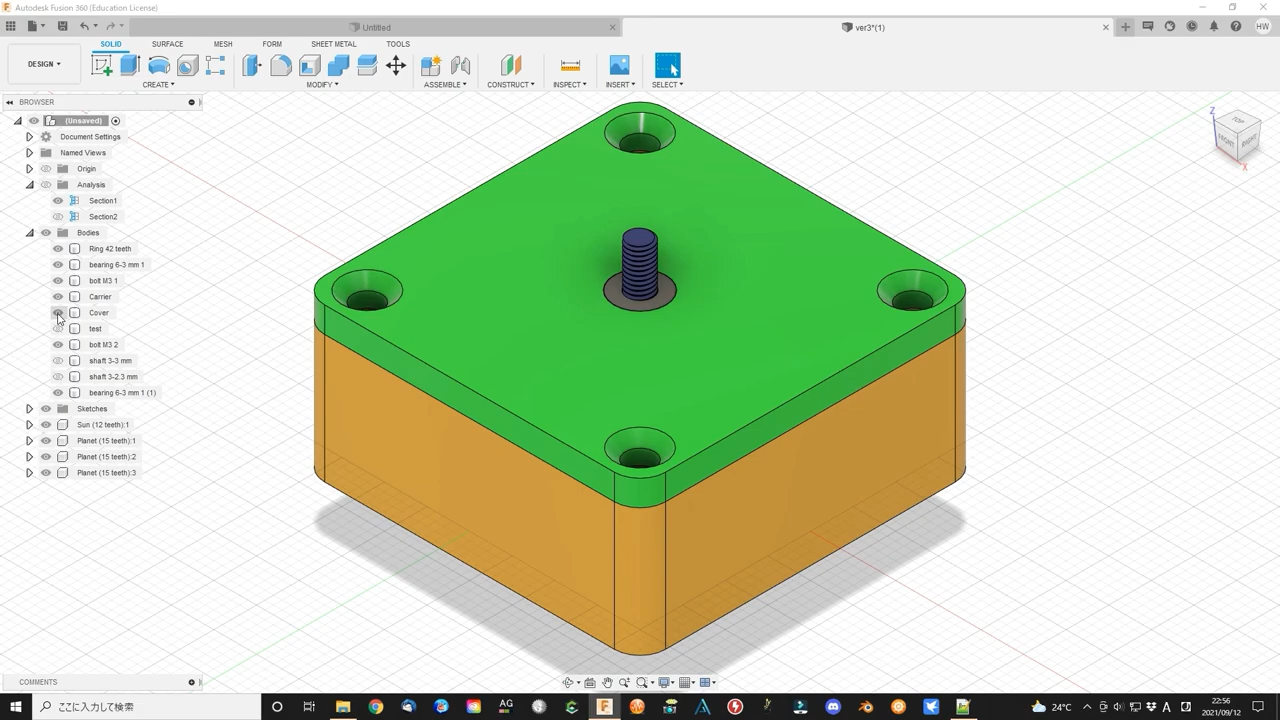 Autodesk Fusion 360 (Education License)
Untitled
ver3*(1)
HW
DESIGN
SOLID SURFACE MESH FORM SHEET METAL TOOLS
CREATE MODIFY ASSEMBLE CONSTRUCT INSPECT INSERT SELECT
BROWSER
(Unsaved)
Document Settings
Named Views
Origin
Analysis
Section1
Section2
Bodies
Ring 42 teeth
bearing 6-3 mm 1
bolt M3 1
Carrier
Cover
test
bolt M3 2
shaft 3-3 mm
shaft 3-2.3 mm
bearing 6-3 mm 1 (1)
Sketches
Sun (12 teeth):1
Planet (15 teeth):1
Planet (15 teeth):2
Planet (15 teeth):3
Z
TOP
FRONT
RIGHT
X
COMMENTS
ここに入力して検索
AG
24°C
A
22:56
2021/09/12